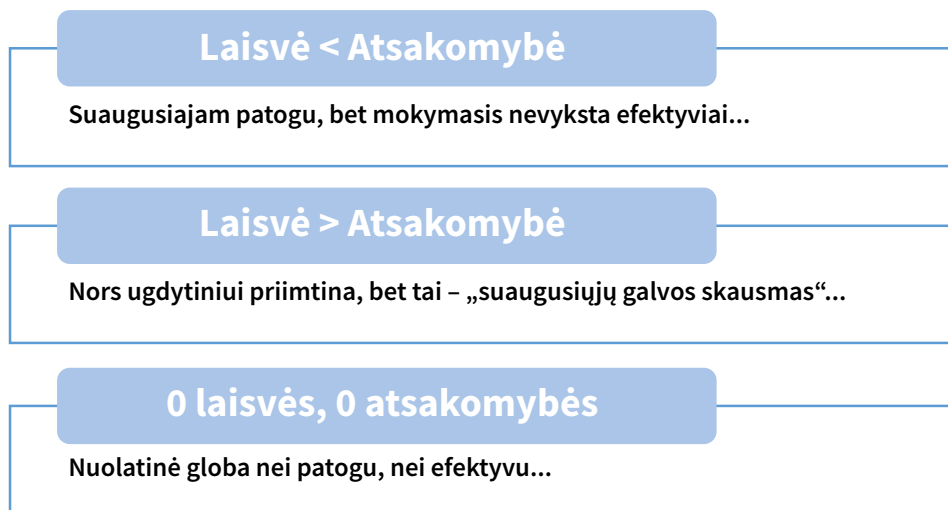 Laisvė < Atsakomybė
Suaugusiajam patogu, bet mokymasis nevyksta efektyviai...
Laisvė > Atsakomybė
Nors ugdytiniui priimtina, bet tai – „suaugusiųjų galvos skausmas“...
0 laisvės, 0 atsakomybės
Nuolatinė globa nei patogu, nei efektyvu...